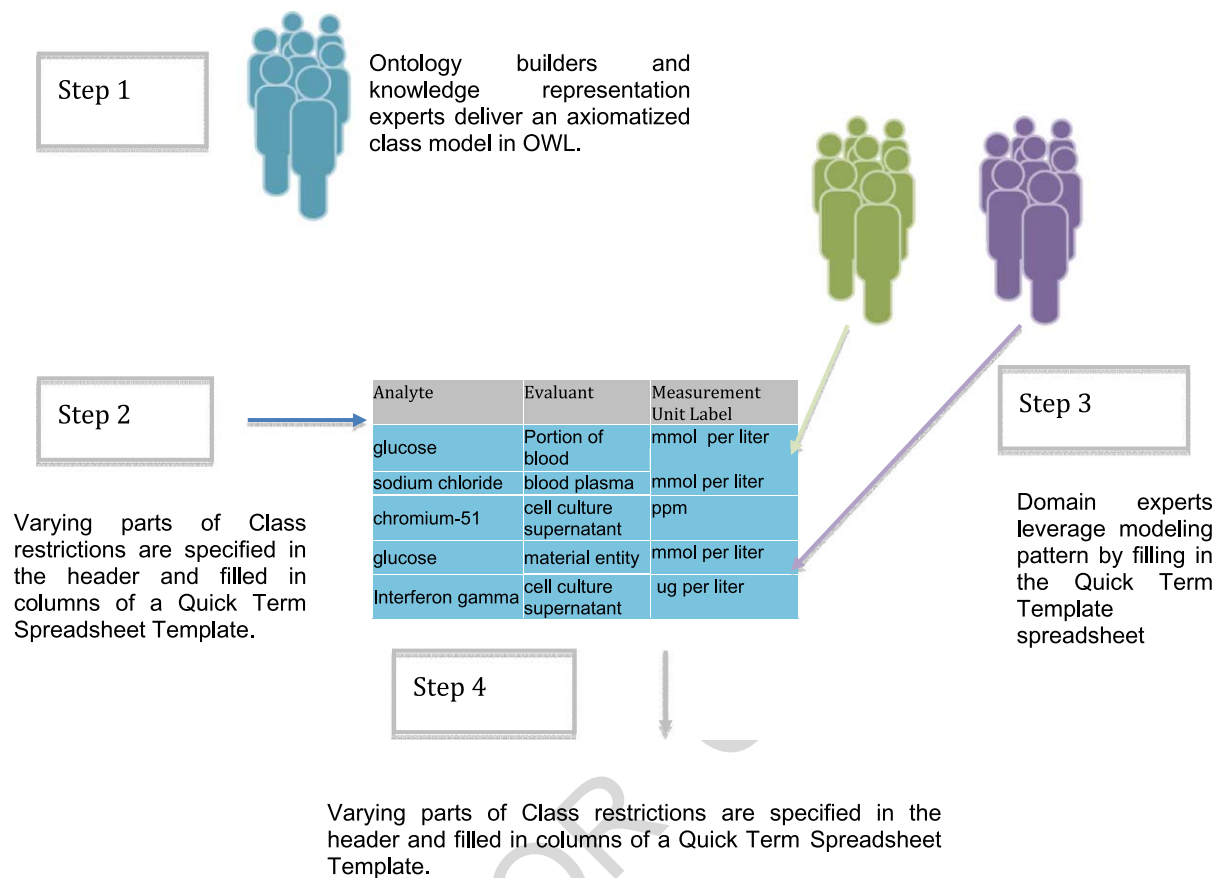 Step 1
Ontology builders and
knowledge representation
experts deliver an axiomatized
class model in OWL.
Step 2
Varying parts of Class
restrictions are specified in
the header and filled in
columns of a Quick Term
Spreadsheet Template.
Analyte Evaluant Measurement
Unit Label
glucose Portion of
blood mmol per liter
sodium chloride blood plasma mmol per liter
chromium-51 cell culture
supernatant ppm
glucose material entity mmol per liter
Interferon gamma cell culture
supernatant ug per liter
Step 3
Domain experts
leverage modeling
pattern by filling in
the Quick Term
Template
spreadsheet
Step 4
Varying parts of Class restrictions are specified in the
header and filled in columns of a Quick Term Spreadsheet
Template.
OR